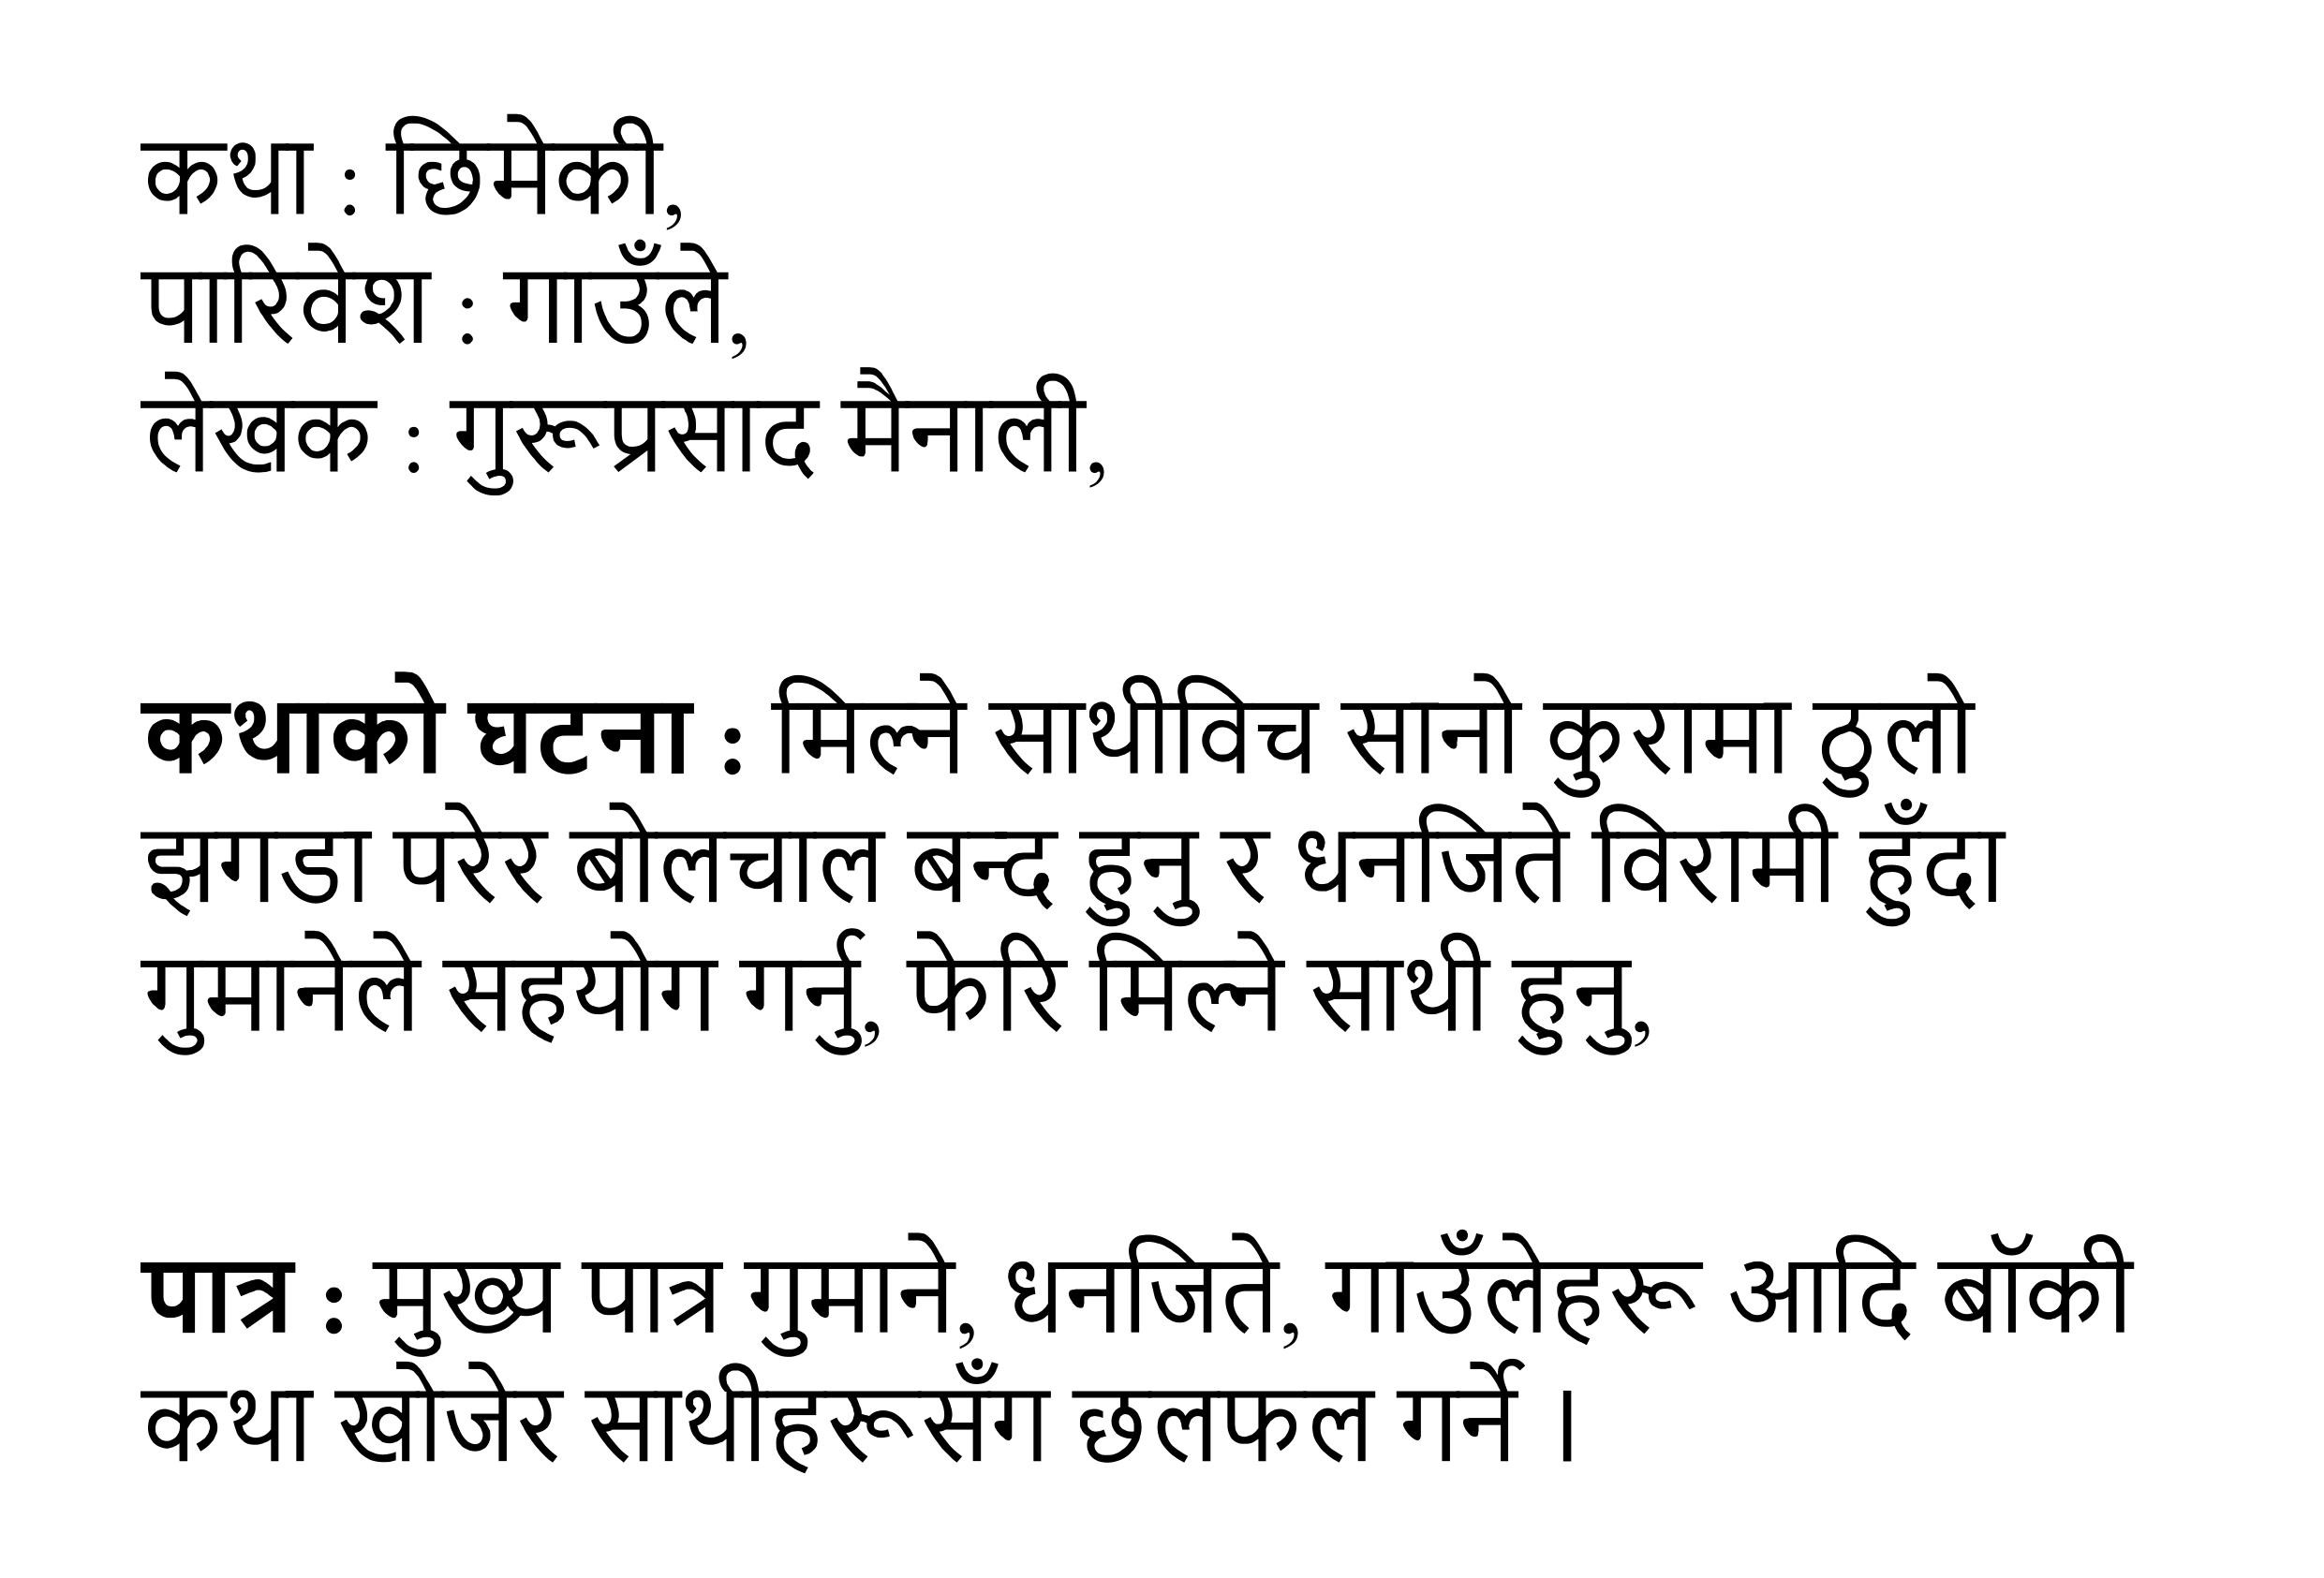 कथा : छिमेकी,
पारिवेश : गाउँले,
लेखक : गुरूप्रसाद मैनाली,
कथाको घटना : मिल्ने साथीविच सानो कुरामा ठुलो
झगडा परेर बोलचाल बन्द हुनु र धनजिते विरामी हुँदा
गुमानेले सहयोग गर्नु, फेरि मिल्ने साथी हुनु,
पात्र : मुख्य पात्र गुमाने, धनजिते, गाउँलेहरू आदि बॉकी
कथा खोजेर साथीहरूसँग छलफल गर्ने ।